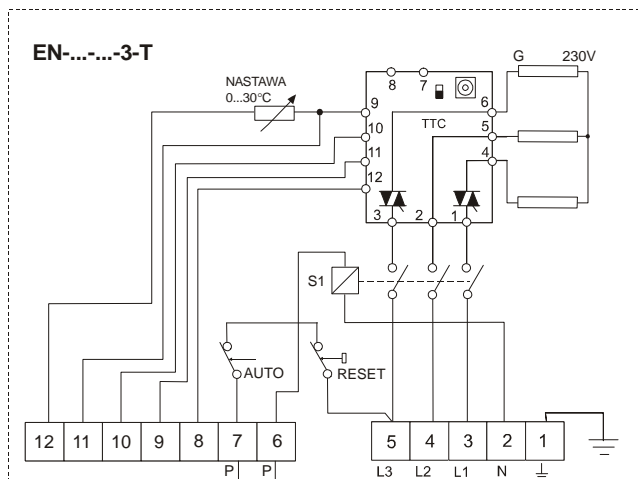 EN-...-...-3-T
NASTAWA
0...30°C
G 230V
8 7
9 6
10 TTC 5
11 4
12
3 2 1
S1
AUTO RESET
12 11 10 9 8 7 6 5 4 3 2 1
P P L3 L2 L1 N